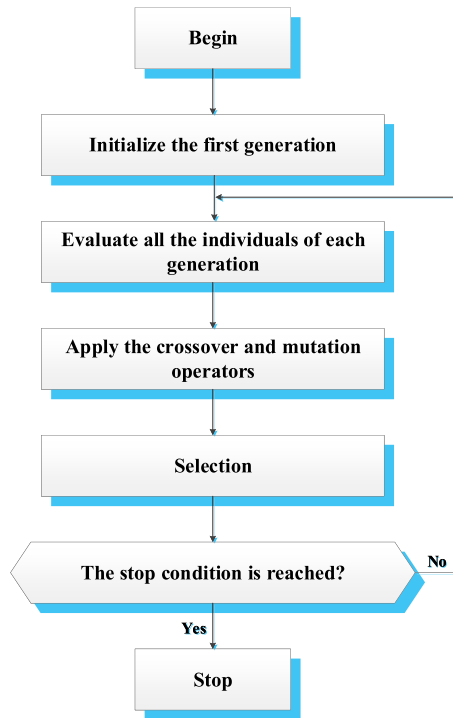 Begin
Initialize the first generation
Evaluate all the individuals of each
generation
Apply the crossover and mutation
operators
Selection
The stop condition is reached?
No
Yes
Stop